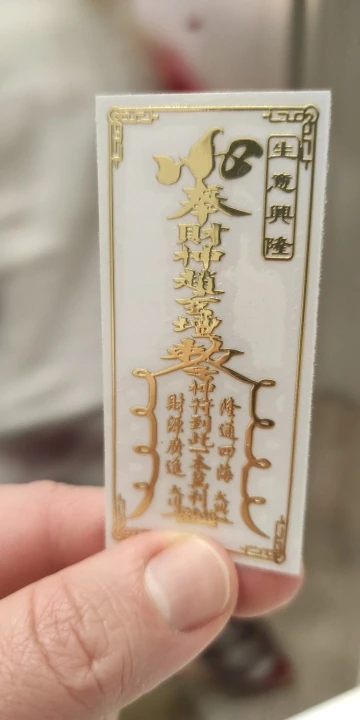 生意興隆
奉財神趙玄壇敕
神符到此一本萬利
隆通四海
財源廣進